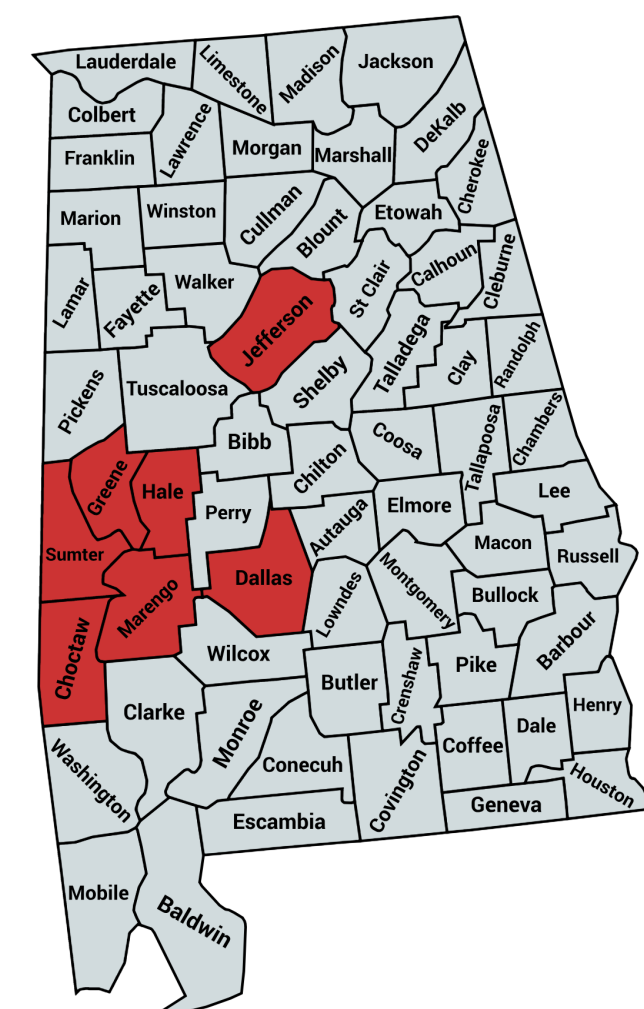 Lauderdale
Limestone
Madison
Jackson
Colbert
Lawrence
Franklin
Morgan
Marshall
DeKalb
Cherokee
Marion
Winston
Cullman
Blount
Etowah
Lamar
Fayette
Walker
Jefferson
St Clair
Calhoun
Cleburne
Pickens
Tuscaloosa
Shelby
Talladega
Clay
Randolph
Greene
Hale
Bibb
Chilton
Coosa
Tallapoosa
Chambers
Sumter
Perry
Autauga
Elmore
Lee
Macon
Russell
Marengo
Dallas
Lowndes
Montgomery
Bullock
Choctaw
Wilcox
Butler
Crenshaw
Pike
Barbour
Clarke
Monroe
Henry
Washington
Conecuh
Covington
Coffee
Dale
Houston
Escambia
Geneva
Mobile
Baldwin